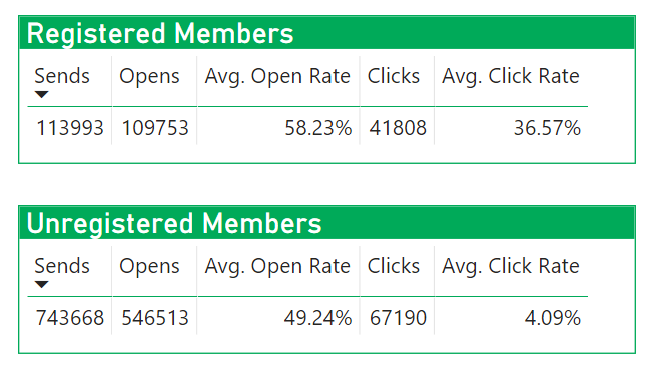 Registered Members
Sends Opens Avg. Open Rate Clicks Avg. Click Rate
113993 109753 58.23% 41808 36.57%
Unregistered Members
Sends Opens Avg. Open Rate Clicks Avg. Click Rate
743668 546513 49.24% 67190 4.09%